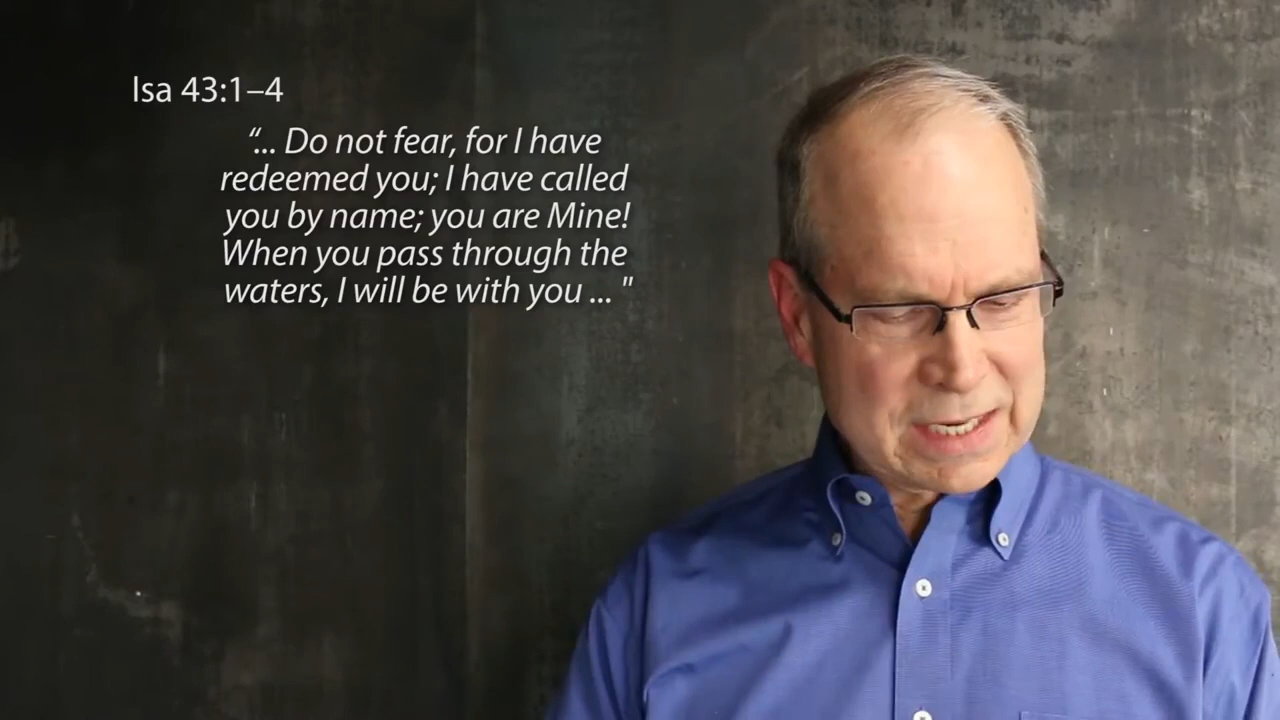 Isa 43:1–4
“... Do not fear, for I have
redeemed you; I have called
you by name; you are Mine!
When you pass through the
waters, I will be with you ... "